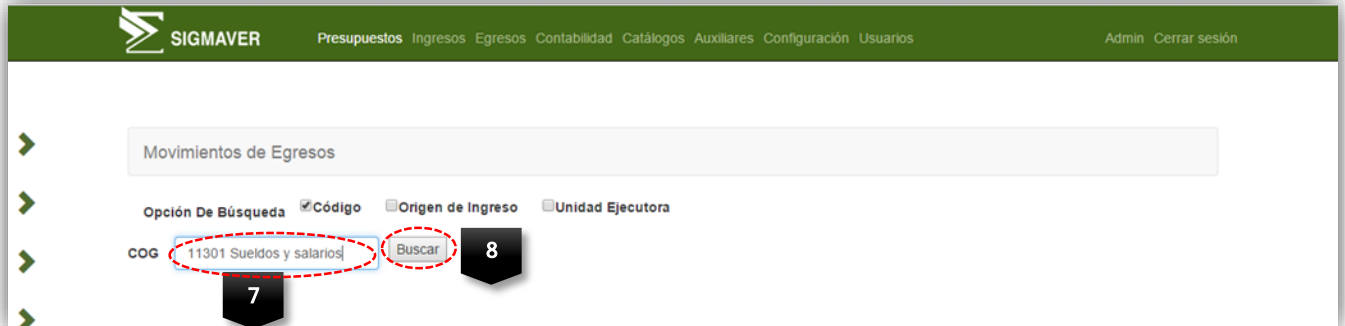 SIGMAVER Presupuestos Ingresos Egresos Contabilidad Catálogos Auxiliares Configuración Usuarios Admin Cerrar sesión
Movimientos de Egresos
Opción De Búsqueda Código Origen de Ingreso Unidad Ejecutora
COG 11301 Sueldos y salarios Buscar 8
7